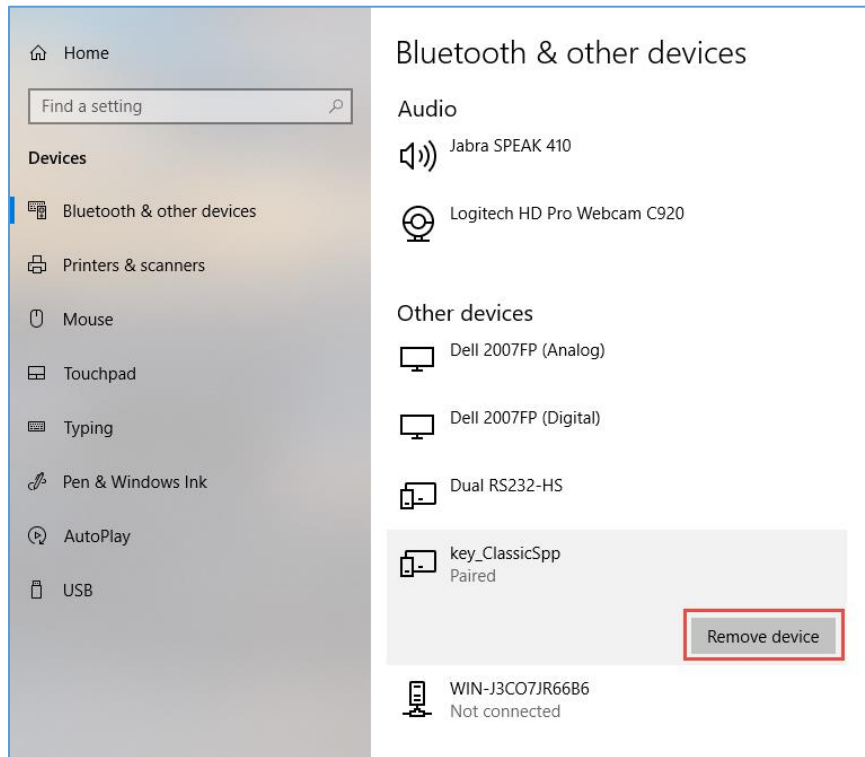 Home
Find a setting
Devices
Bluetooth & other devices
Printers & scanners
Mouse
Touchpad
Typing
Pen & Windows Ink
AutoPlay
USB
Bluetooth & other devices
Audio
Jabra SPEAK 410
Logitech HD Pro Webcam C920
Other devices
Dell 2007FP (Analog)
Dell 2007FP (Digital)
Dual RS232-HS
key_ClassicSpp
Paired
Remove device
WIN-J3CO7JR66B6
Not connected